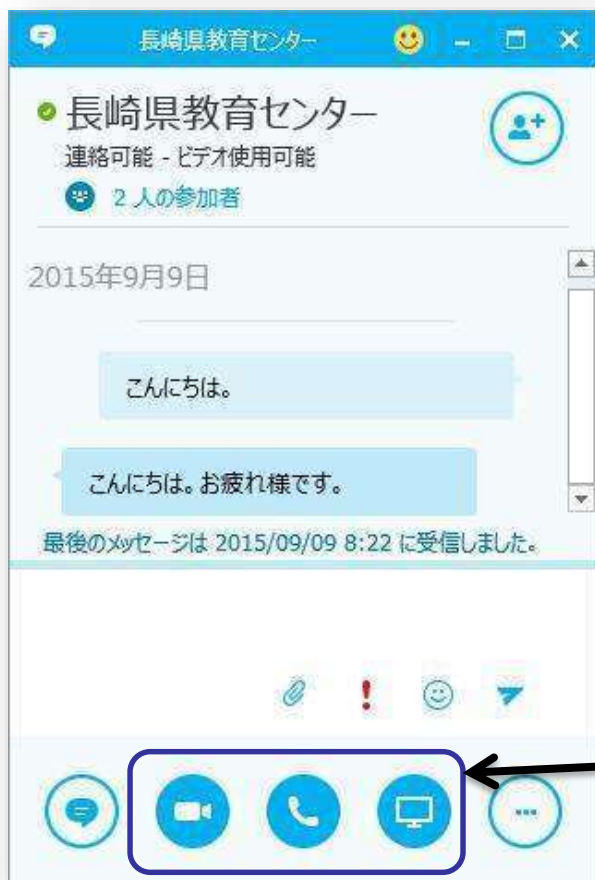 長崎県教育センター
長崎県教育センター
連絡可能 - ビデオ使用可能
2 人の参加者
2015年9月9日
こんにちは。
こんにちは。お疲れ様です。
最後のメッセージは 2015/09/09 8:22 に受信しました。